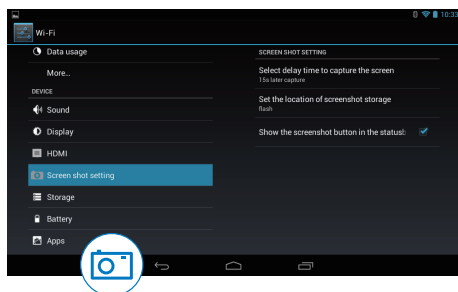 10:33
Wi-Fi
Data usage
More...
DEVICE
Sound
Display
HDMI
Screen shot setting
Storage
Battery
Apps
SCREEN SHOT SETTING
Select delay time to capture the screen
15s later capture
Set the location of screenshot storage
flash
Show the screenshot button in the statusb